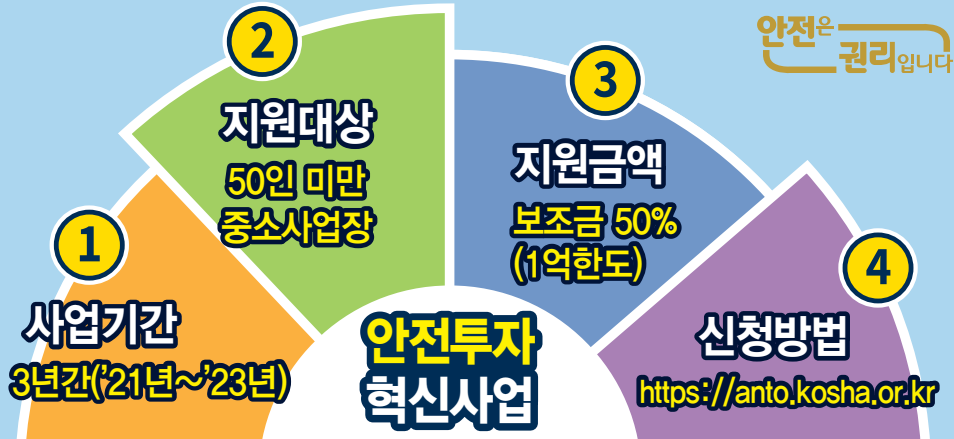 안전은
권리입니다
1
사업기간
3년간('21년~'23년)
2
지원대상
50인 미만
중소사업장
3
지원금액
보조금 50%
(1억한도)
4
신청방법
https://anto.kosha.or.kr
안전투자
혁신사업